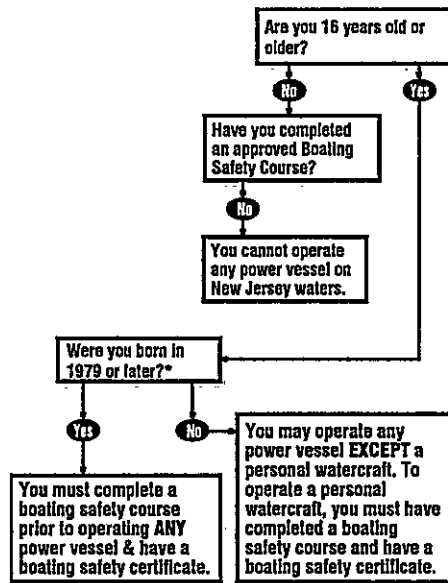 Are you 16 years old or
older?
No
Yes
Have you completed
an approved Boating
Safety Course?
No
You cannot operate
any power vessel on
New Jersey waters.
Were you born in
1979 or later?*
Yes
No
You must complete a
boating safety course
prior to operating ANY
power vessel & have a
boating safety certificate.
You may operate any
power vessel EXCEPT a
personal watercraft. To
operate a personal
watercraft, you must have
completed a boating
safety course and have a
boating safety certificate.